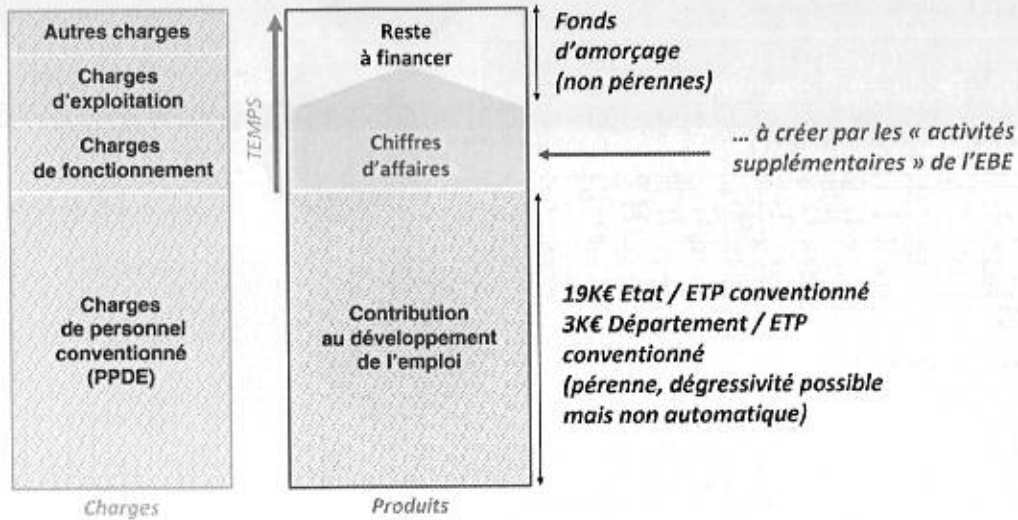 Autres charges
Charges
d'exploitation
Charges
de fonctionnement
Charges
de personnel
conventionné
(PPDE)
Charges
TEMPS
Reste
à financer
Chiffres
d'affaires
Contribution
au développement
de l'emploi
Produits
Fonds
d'amorçage
(non pérennes)
... à créer par les « activités
supplémentaires » de l'EBE
19K€ Etat / ETP conventionné
3K€ Département / ETP
conventionné
(pérenne, dégressivité possible
mais non automatique)